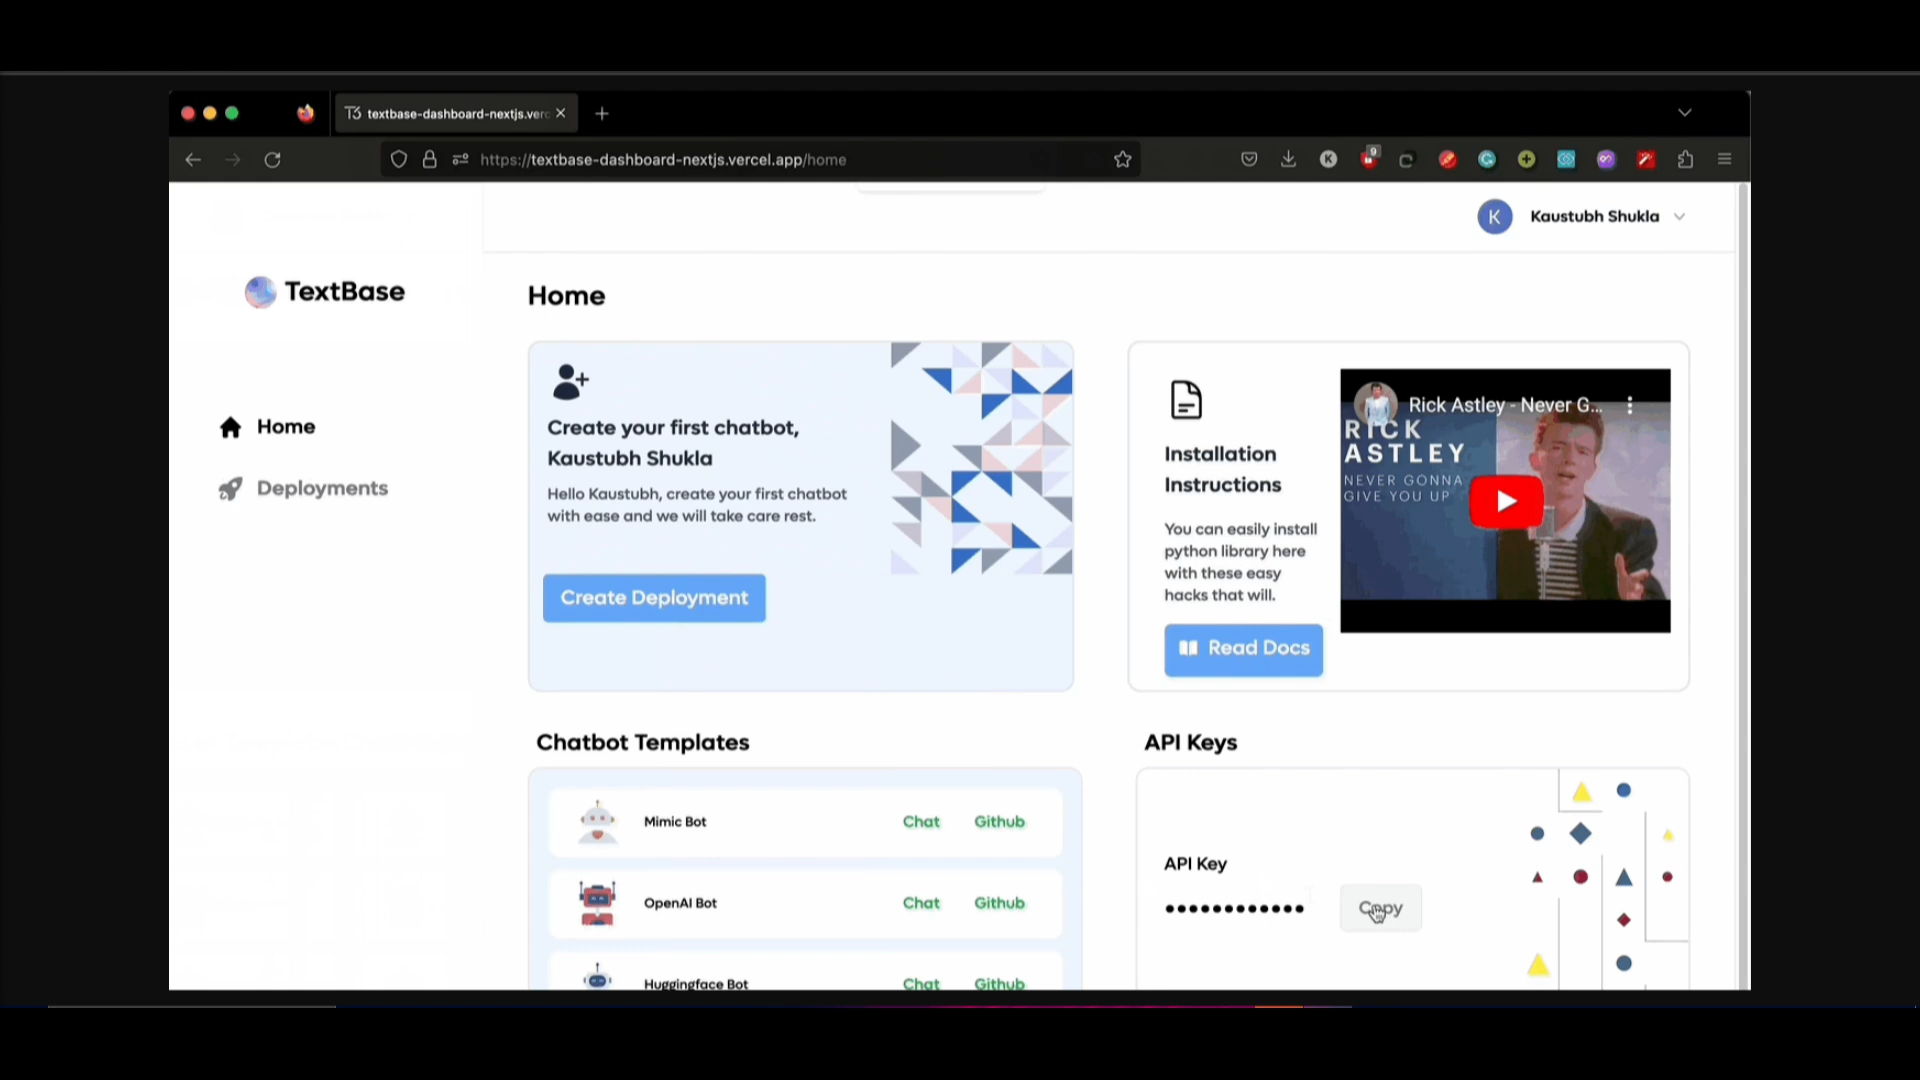 textbase-dashboard-nextjs.verc
https://textbase-dashboard-nextjs.vercel.app/home
K
9
K
Kaustubh Shukla
TextBase
Home
Deployments
Home
Create your first chatbot,
Kaustubh Shukla
Hello Kaustubh, create your first chatbot
with ease and we will take care rest.
Create Deployment
Installation
Instructions
You can easily install
python library here
with these easy
hacks that will.
Read Docs
Rick Astley - Never G...
RICK
ASTLEY
NEVER GONNA
GIVE YOU UP
Chatbot Templates
Mimic Bot Chat Github
OpenAI Bot Chat Github
Huggingface Bot Chat Github
API Keys
API Key
Copy